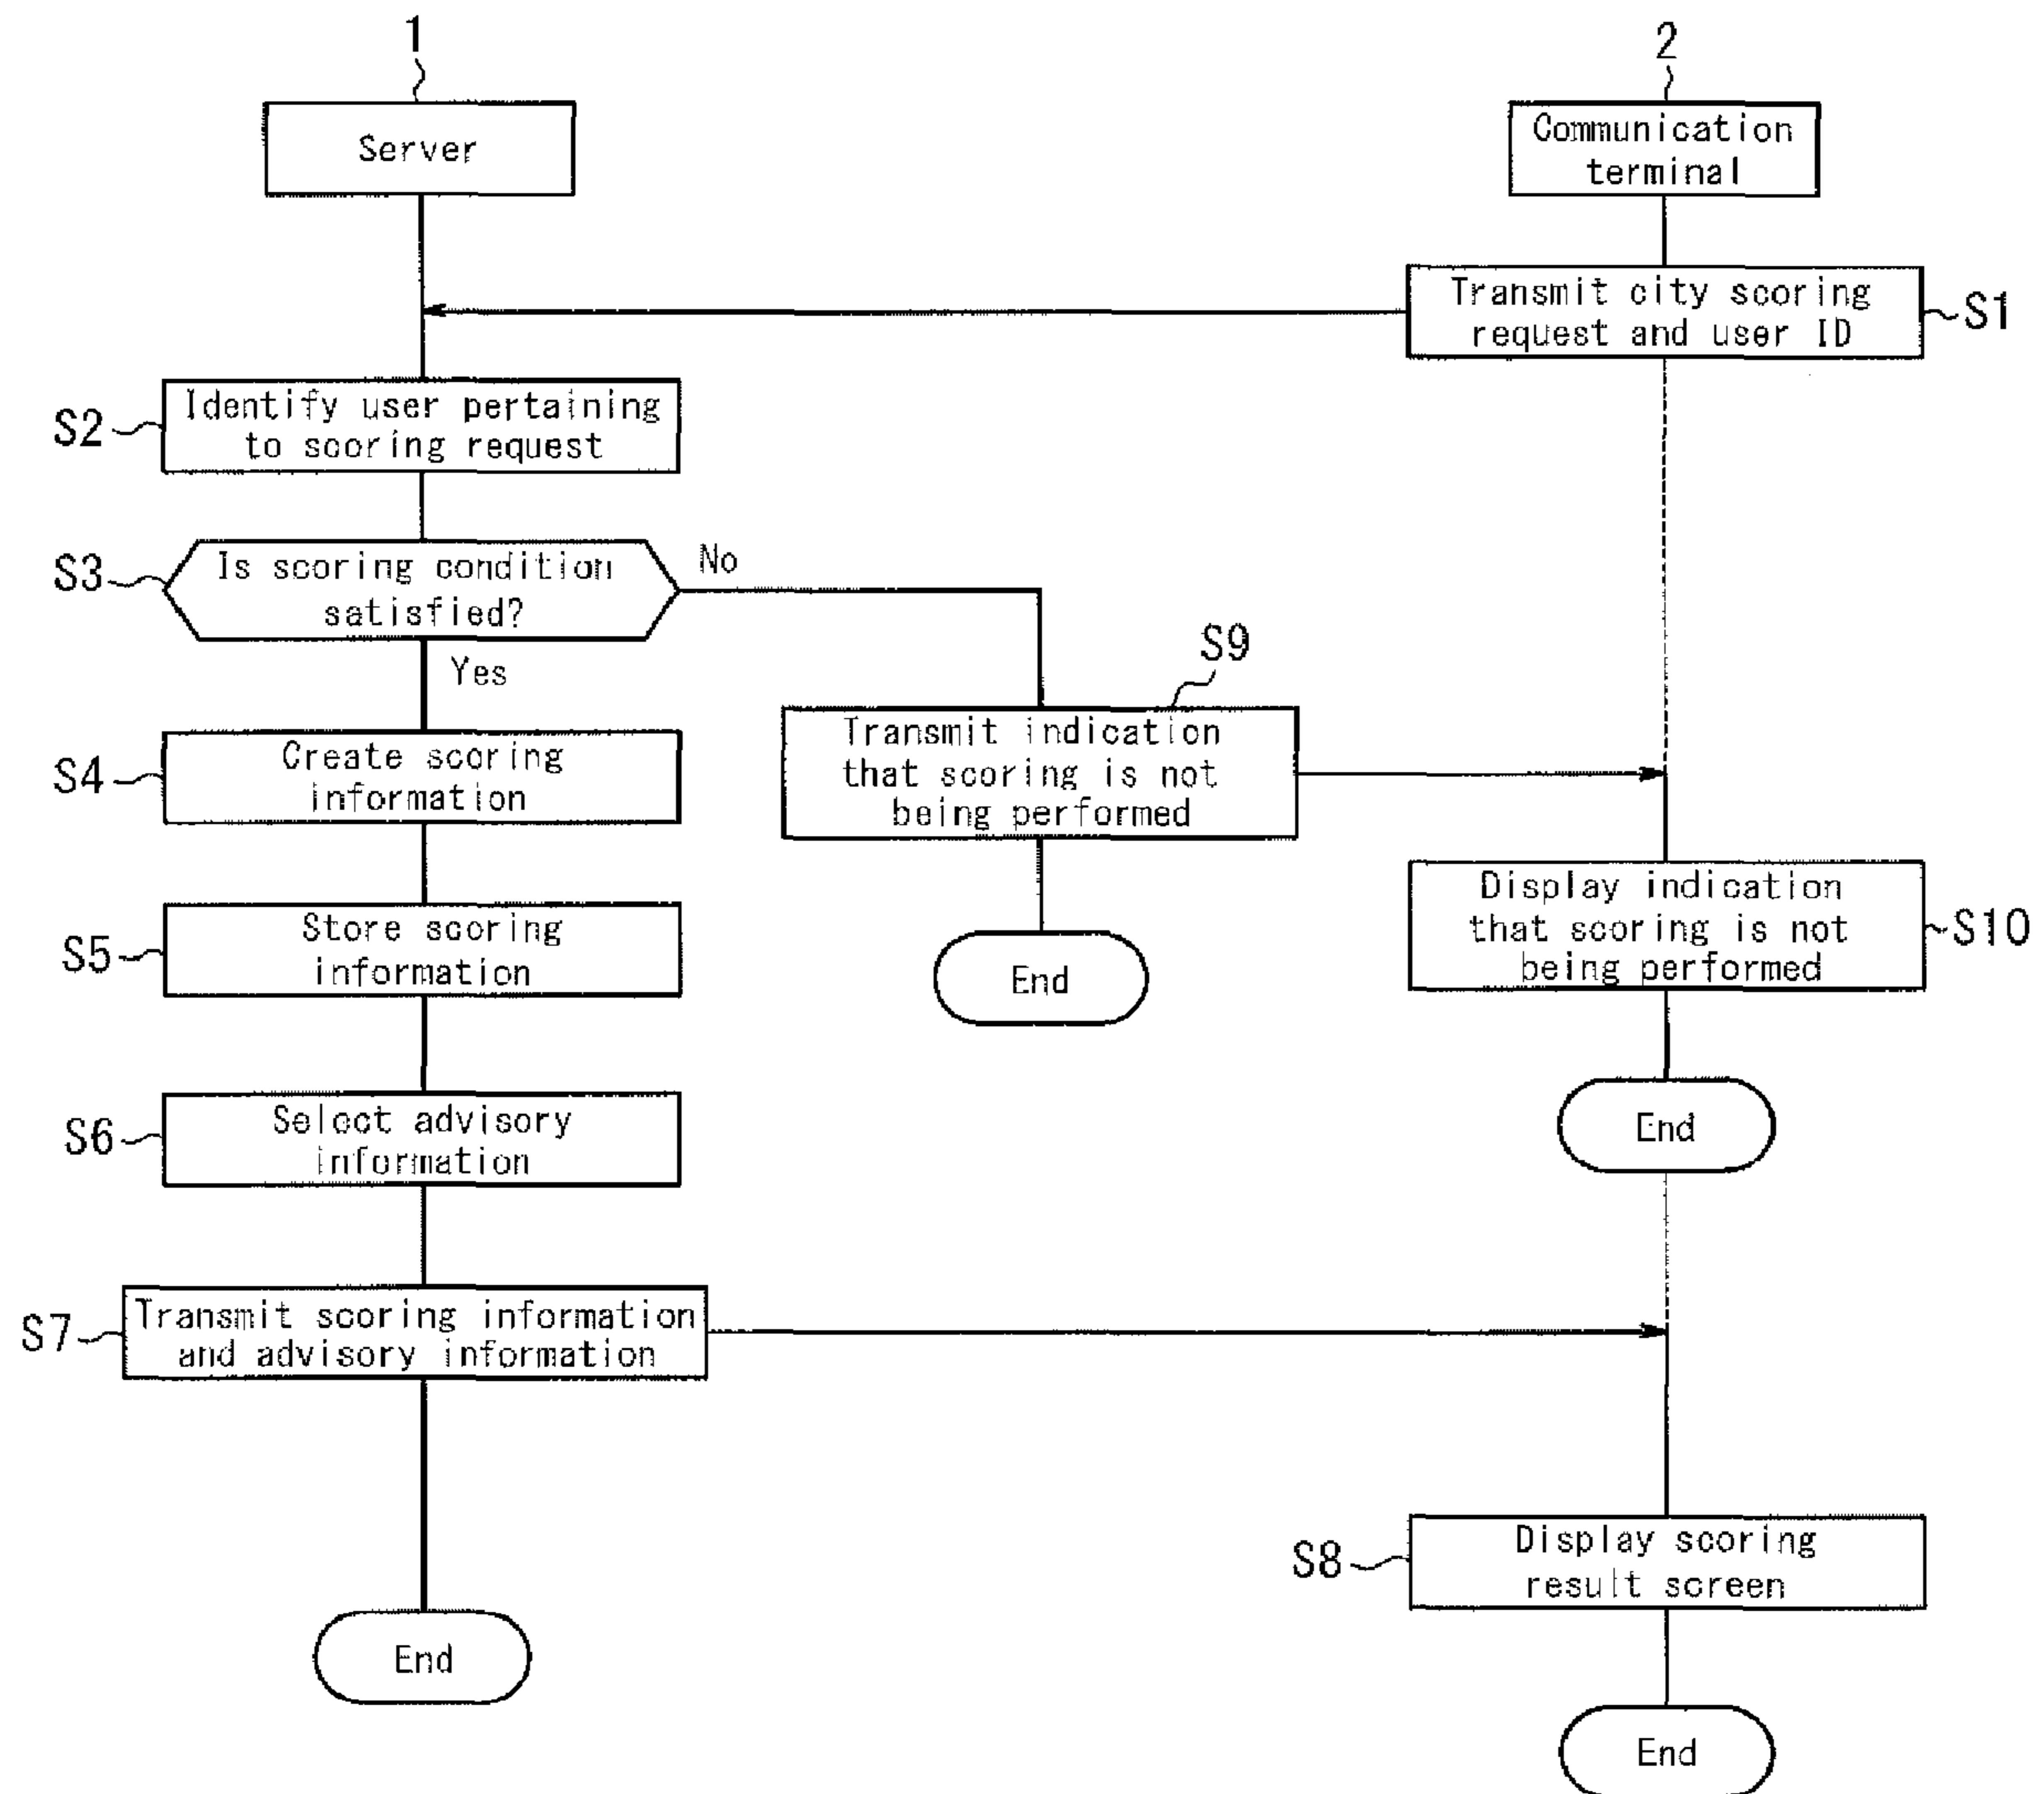 1
2
Server
Communication
terminal
Transmit city scoring
request and user ID
S1
S2
Identify user pertaining
to scoring request
S3
Is scoring condition
satisfied?
No
Yes
S9
Transmit indication
that scoring is not
being performed
S4
Create scoring
information
Display indication
that scoring is not
being performed
S10
S5
Store scoring
information
End
End
S6
Select advisory
information
S7
Transmit scoring information
and advisory information
S8
Display scoring
result screen
End
End